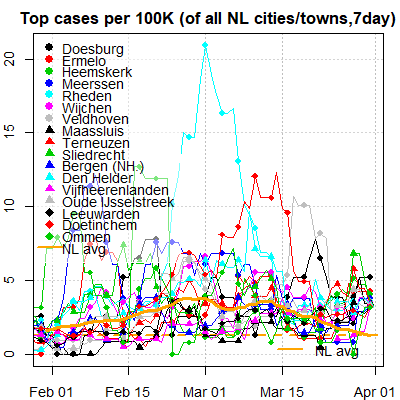 Top cases per 100K (of all NL cities/towns,7day)
20
15
10
5
0
Doesburg
Ermelo
Heemskerk
Meerssen
Rheden
Wijchen
Veldhoven
Maassluis
Terneuzen
Sliedrecht
Bergen (NH-)
Den Helder
Vijfheerenlanden
Oude IJsselstreek
Leeuwarden
Doetinchem
Ommen
NL avg
NL avg
Feb 01
Feb 15
Mar 01
Mar 15
Apr 01